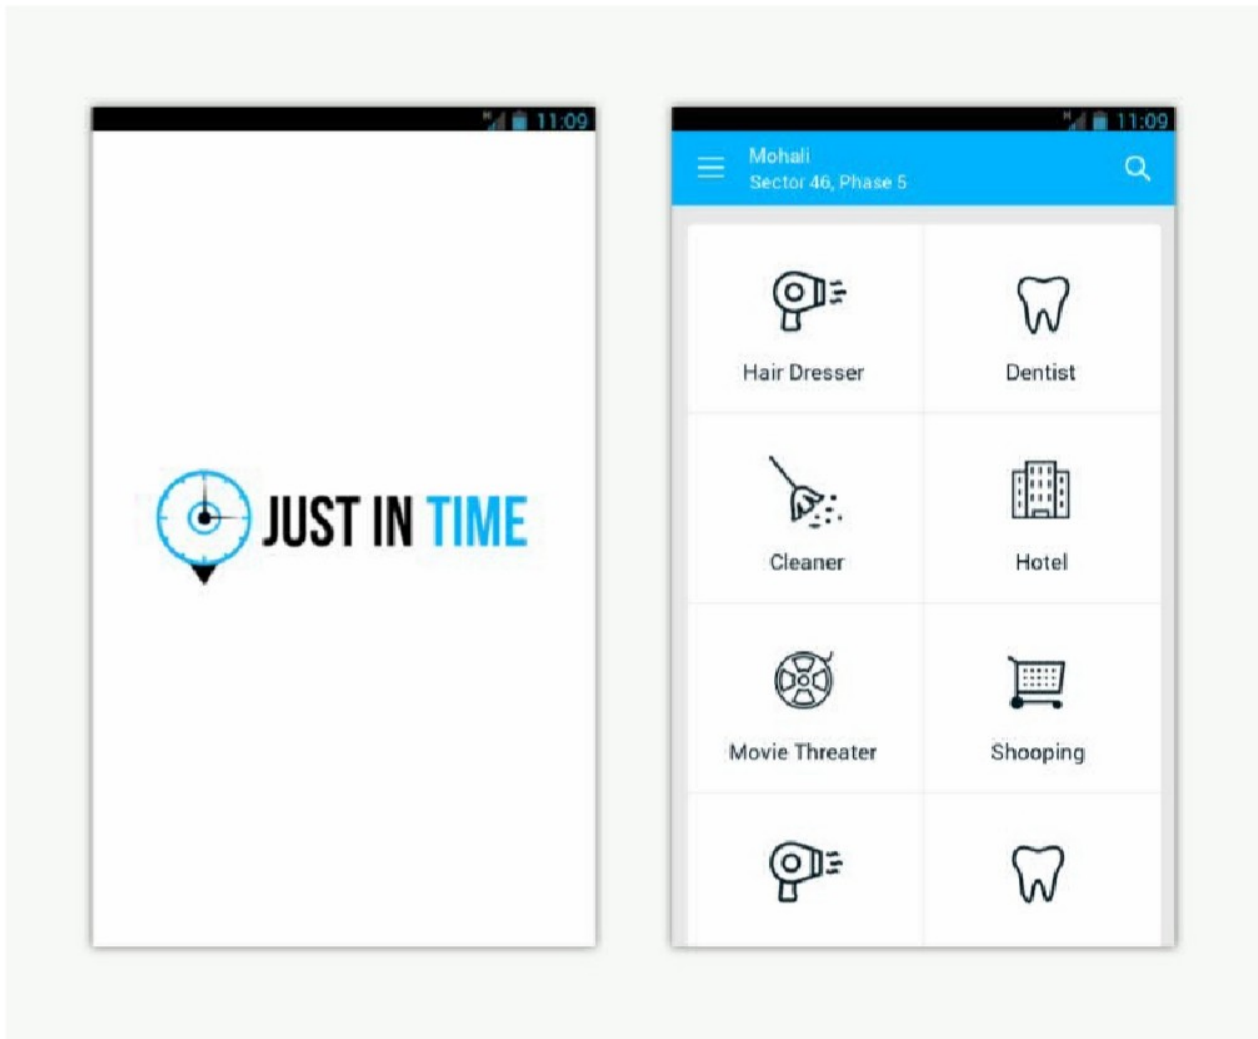 H 11:09
JUST IN TIME
H 11:09
Mohali
Sector 46, Phase 5
Hair Dresser
Dentist
Cleaner
Hotel
Movie Threater
Shooping